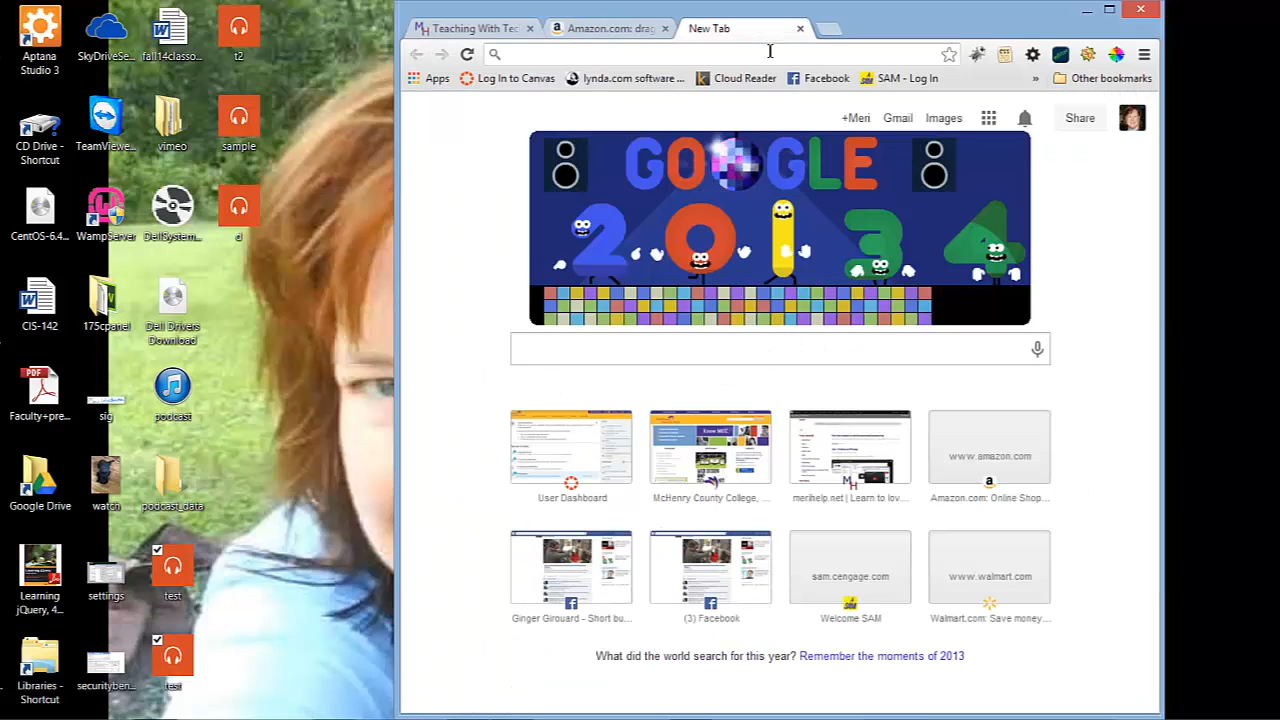 Aptana Studio 3
SkyDriveSe...
fall14classo...
t2
CD Drive - Shortcut
TeamViewe...
vimeo
sample
CentOS-6.4...
WampServer
DellSystem...
d
CIS-142
175cpanel
Dell Drivers Download
Faculty+pre...
sig
podcast
Google Drive
watch
podcast_data
Learning jQuery, 4...
settings
test
Libraries - Shortcut
securityben...
test
Teaching With Tec
Amazon.com: drag
New Tab
Apps
Log In to Canvas
lynda.com software ...
Cloud Reader
Facebook
SAM - Log In
»
Other bookmarks
+Meri
Gmail
Images
Share
GOOGLE
2 0 1 3 4
User Dashboard
McHenry County College, ...
merihelp.net | Learn to lov...
www.amazon.com
Amazon.com: Online Shop...
Ginger Girouard - Short bu...
(3) Facebook
sam.cengage.com
Welcome SAM
www.walmart.com
Walmart.com: Save money...
What did the world search for this year? Remember the moments of 2013